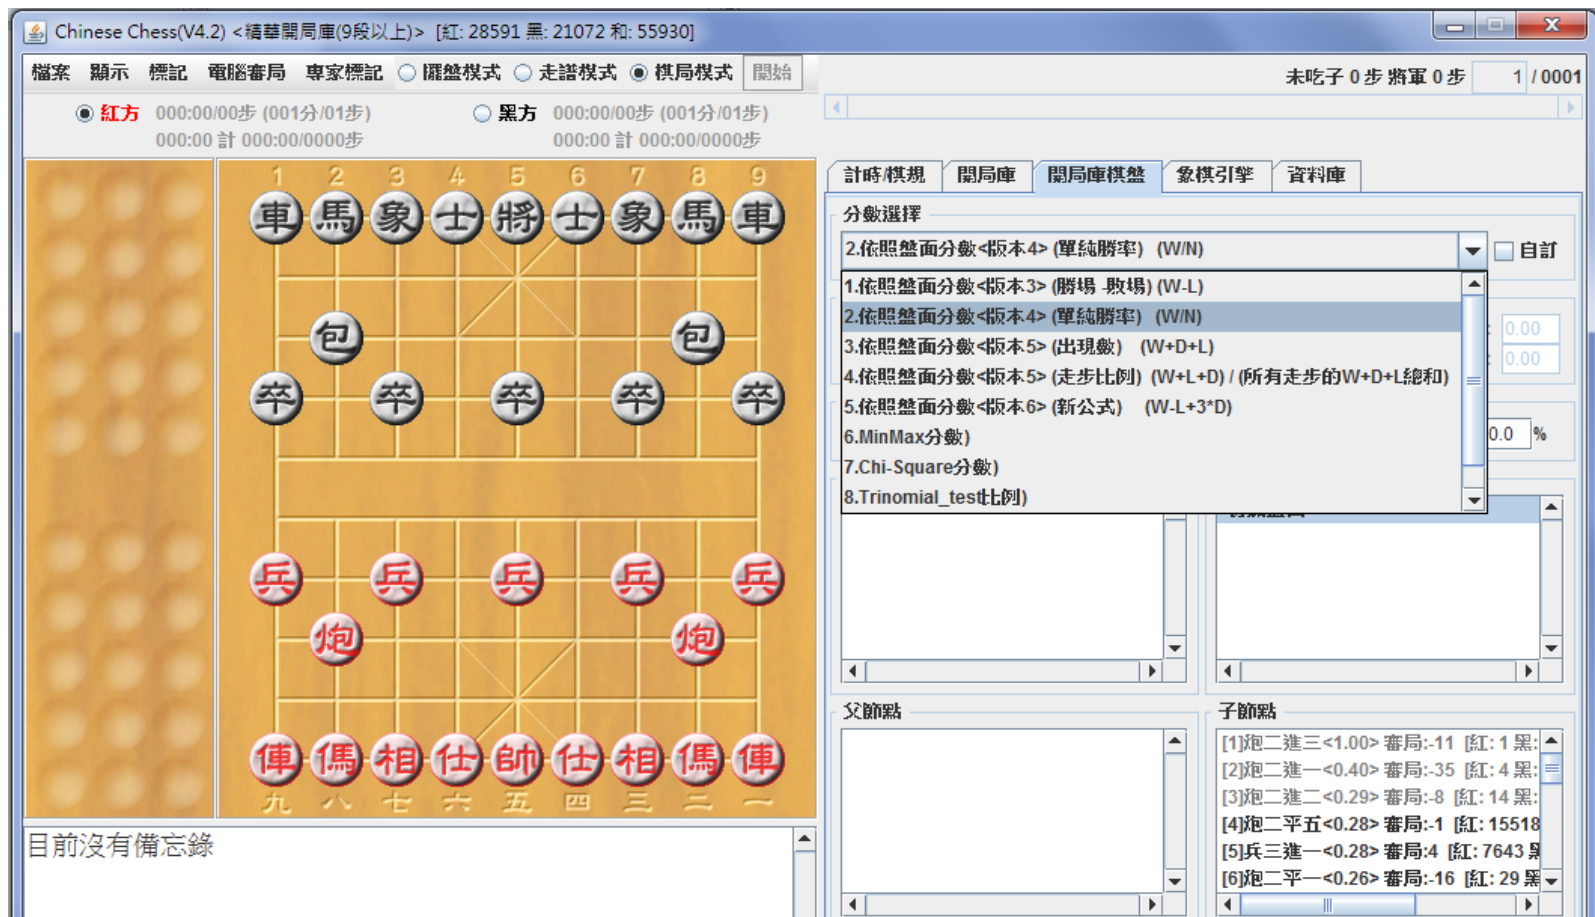 Chinese Chess(V4.2) <精華開局庫(9段以上)> [紅: 28591 黑: 21072 和: 55930]
檔案 顯示 標記 電腦審局 專家標記 擺盤模式 走譜模式 棋局模式 開始
未吃子 0 步 將軍 0 步 1 / 0001
紅方 000:00/00步 (001分/01步) 黑方 000:00/00步 (001分/01步)
000:00 計 000:00/0000步 000:00 計 000:00/0000步
計時/棋規 開局庫 開局庫棋盤 象棋引擎 資料庫
分數選擇
2.依照盤面分數<版本4> (單純勝率) (W/N) 自訂
1.依照盤面分數<版本3> (勝場 -敗場) (W-L)
2.依照盤面分數<版本4> (單純勝率) (W/N)
3.依照盤面分數<版本5> (出現數) (W+D+L)
4.依照盤面分數<版本5> (走步比例) (W+L+D) / (所有走步的W+D+L總和)
5.依照盤面分數<版本6> (新公式) (W-L+3*D)
6.MinMax分數)
7.Chi-Square分數)
8.Trinomial_test比例)
: 0.00
: 0.00
0.0 %
1 2 3 4 5 6 7 8 9
車 馬 象 士 將 士 象 馬 車
包 包
卒 卒 卒 卒 卒
兵 兵 兵 兵 兵
炮 炮
俥 傌 相 仕 帥 仕 相 傌 俥
九 八 七 六 五 四 三 二 一
目前沒有備忘錄
父節點
子節點
[1]炮二進三<1.00> 審局:-11 [紅: 1 黑:
[2]炮二進一<0.40> 審局:-35 [紅: 4 黑:
[3]炮二進二<0.29> 審局:-8 [紅: 14 黑:
[4]炮二平五<0.28> 審局:-1 [紅: 15518
[5]兵三進一<0.28> 審局:4 [紅: 7643 黑
[6]炮二平一<0.26> 審局:-16 [紅: 29 黑